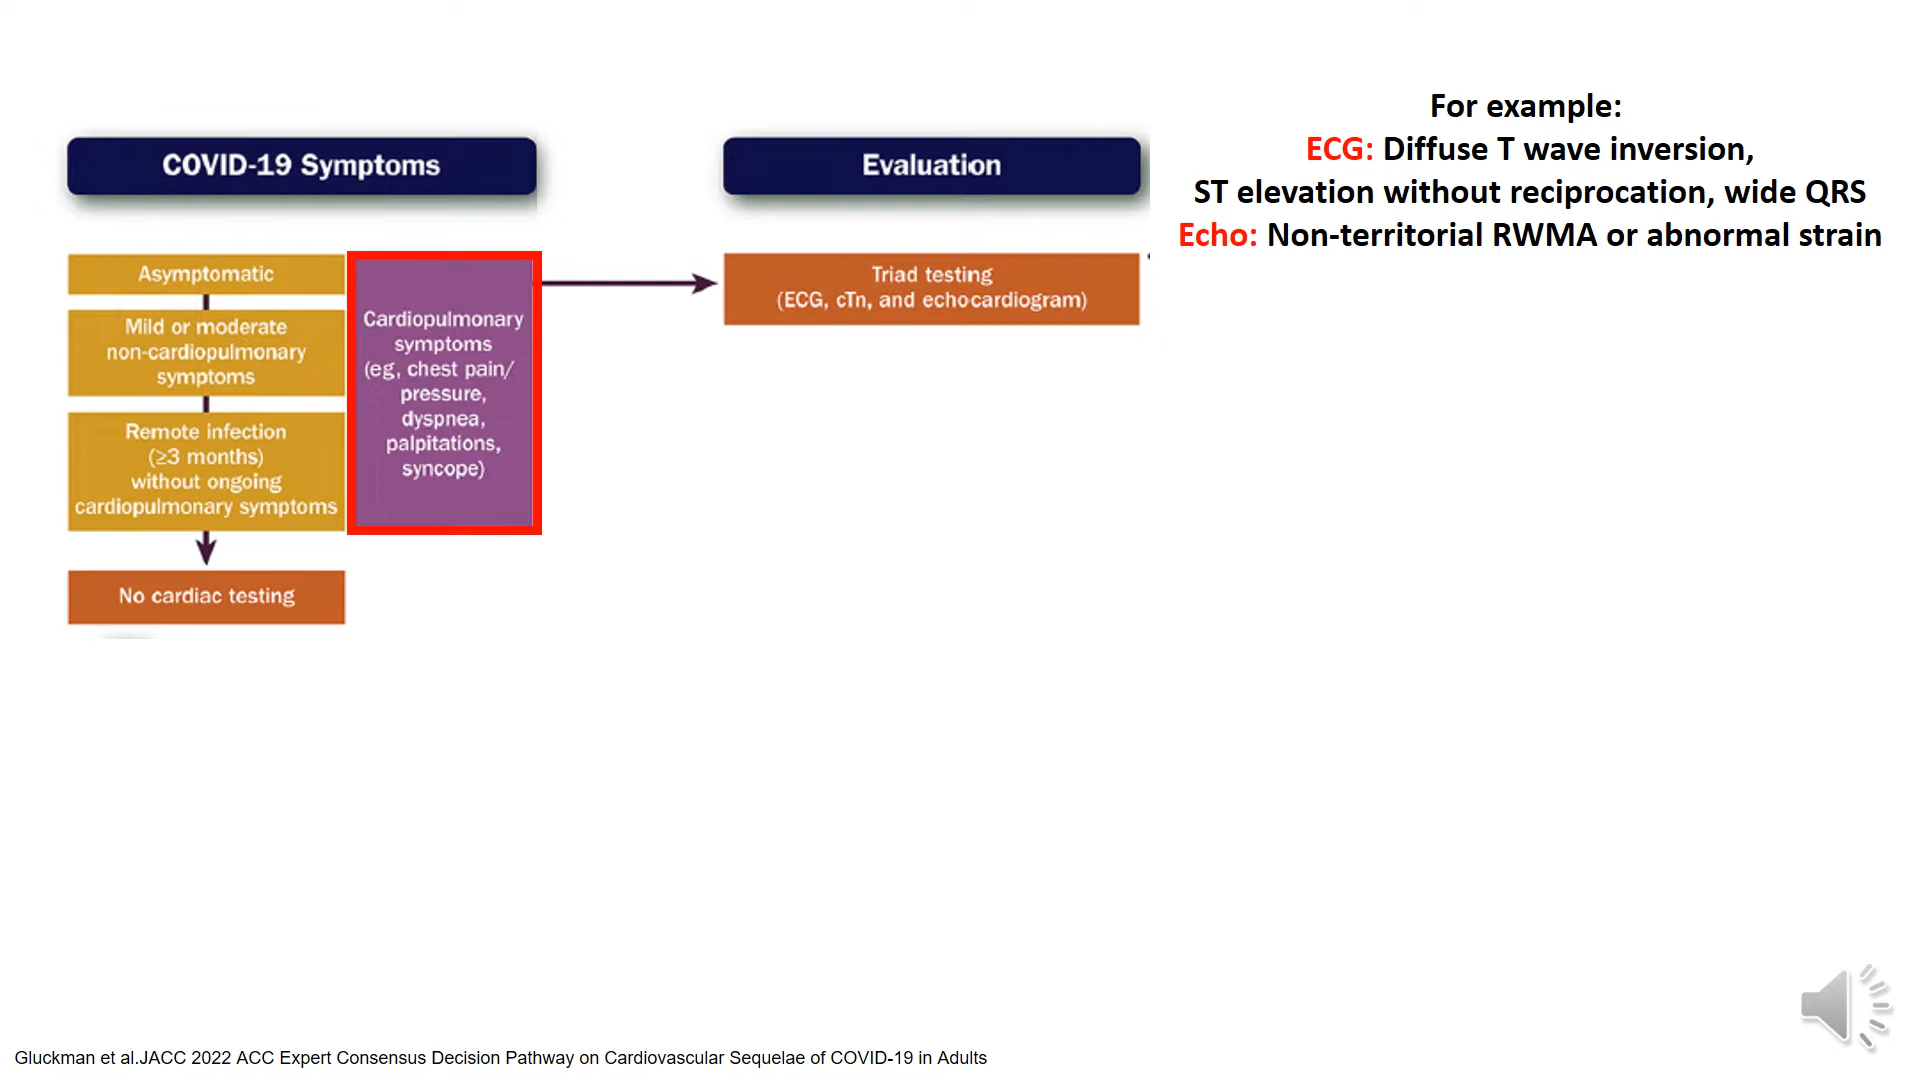 For example:
ECG: Diffuse T wave inversion,
ST elevation without reciprocation, wide QRS
Echo: Non-territorial RWMA or abnormal strain
COVID-19 Symptoms
Evaluation
Asymptomatic
Mild or moderate
non-cardiopulmonary
symptoms
Remote infection
(≥3 months)
without ongoing
cardiopulmonary symptoms
No cardiac testing
Cardiopulmonary
symptoms
(eg, chest pain/
pressure,
dyspnea,
palpitations,
syncope)
Triad testing
(ECG, cTn, and echocardiogram)
Gluckman et al.JACC 2022 ACC Expert Consensus Decision Pathway on Cardiovascular Sequelae of COVID-19 in Adults